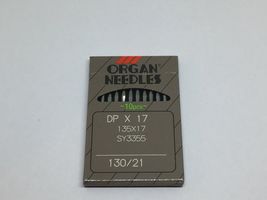 ORGAN
NEEDLES
~10pcs~
DP X 17
135X17
SY3355
130/21